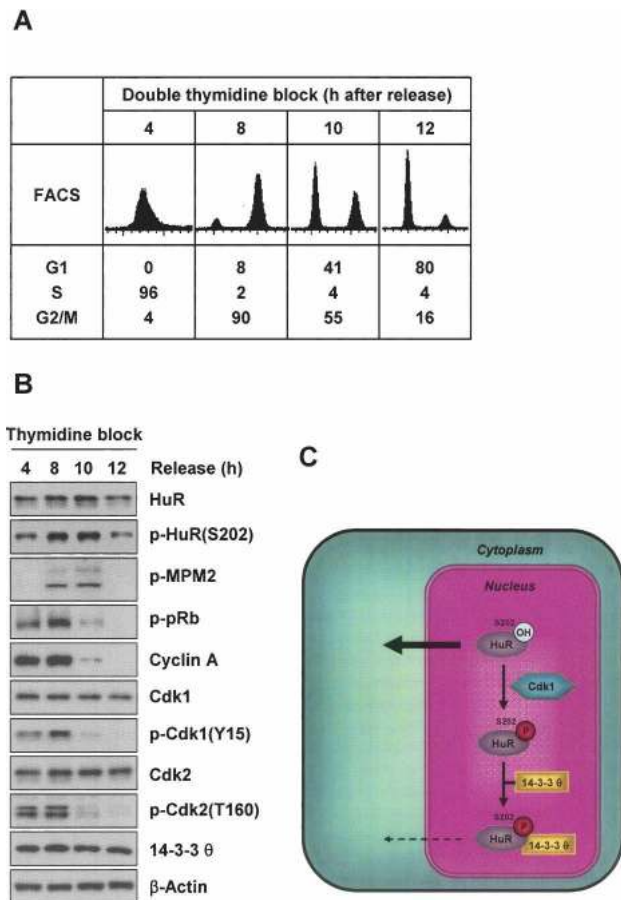 A
Double thymidine block (h after release)
4 8 10 12
FACS
G1 0 8 41 80
S 96 2 4 4
G2/M 4 90 55 16
B
Thymidine block
4 8 10 12 Release (h)
HuR
p-HuR(S202)
p-MPM2
p-pRb
Cyclin A
Cdk1
p-Cdk1(Y15)
Cdk2
p-Cdk2(T160)
14-3-3 θ
β-Actin
C
Cytoplasm
Nucleus
S202
OH
HuR
Cdk1
S202
P
HuR
14-3-3 θ
S202
P
HuR
14-3-3 θ